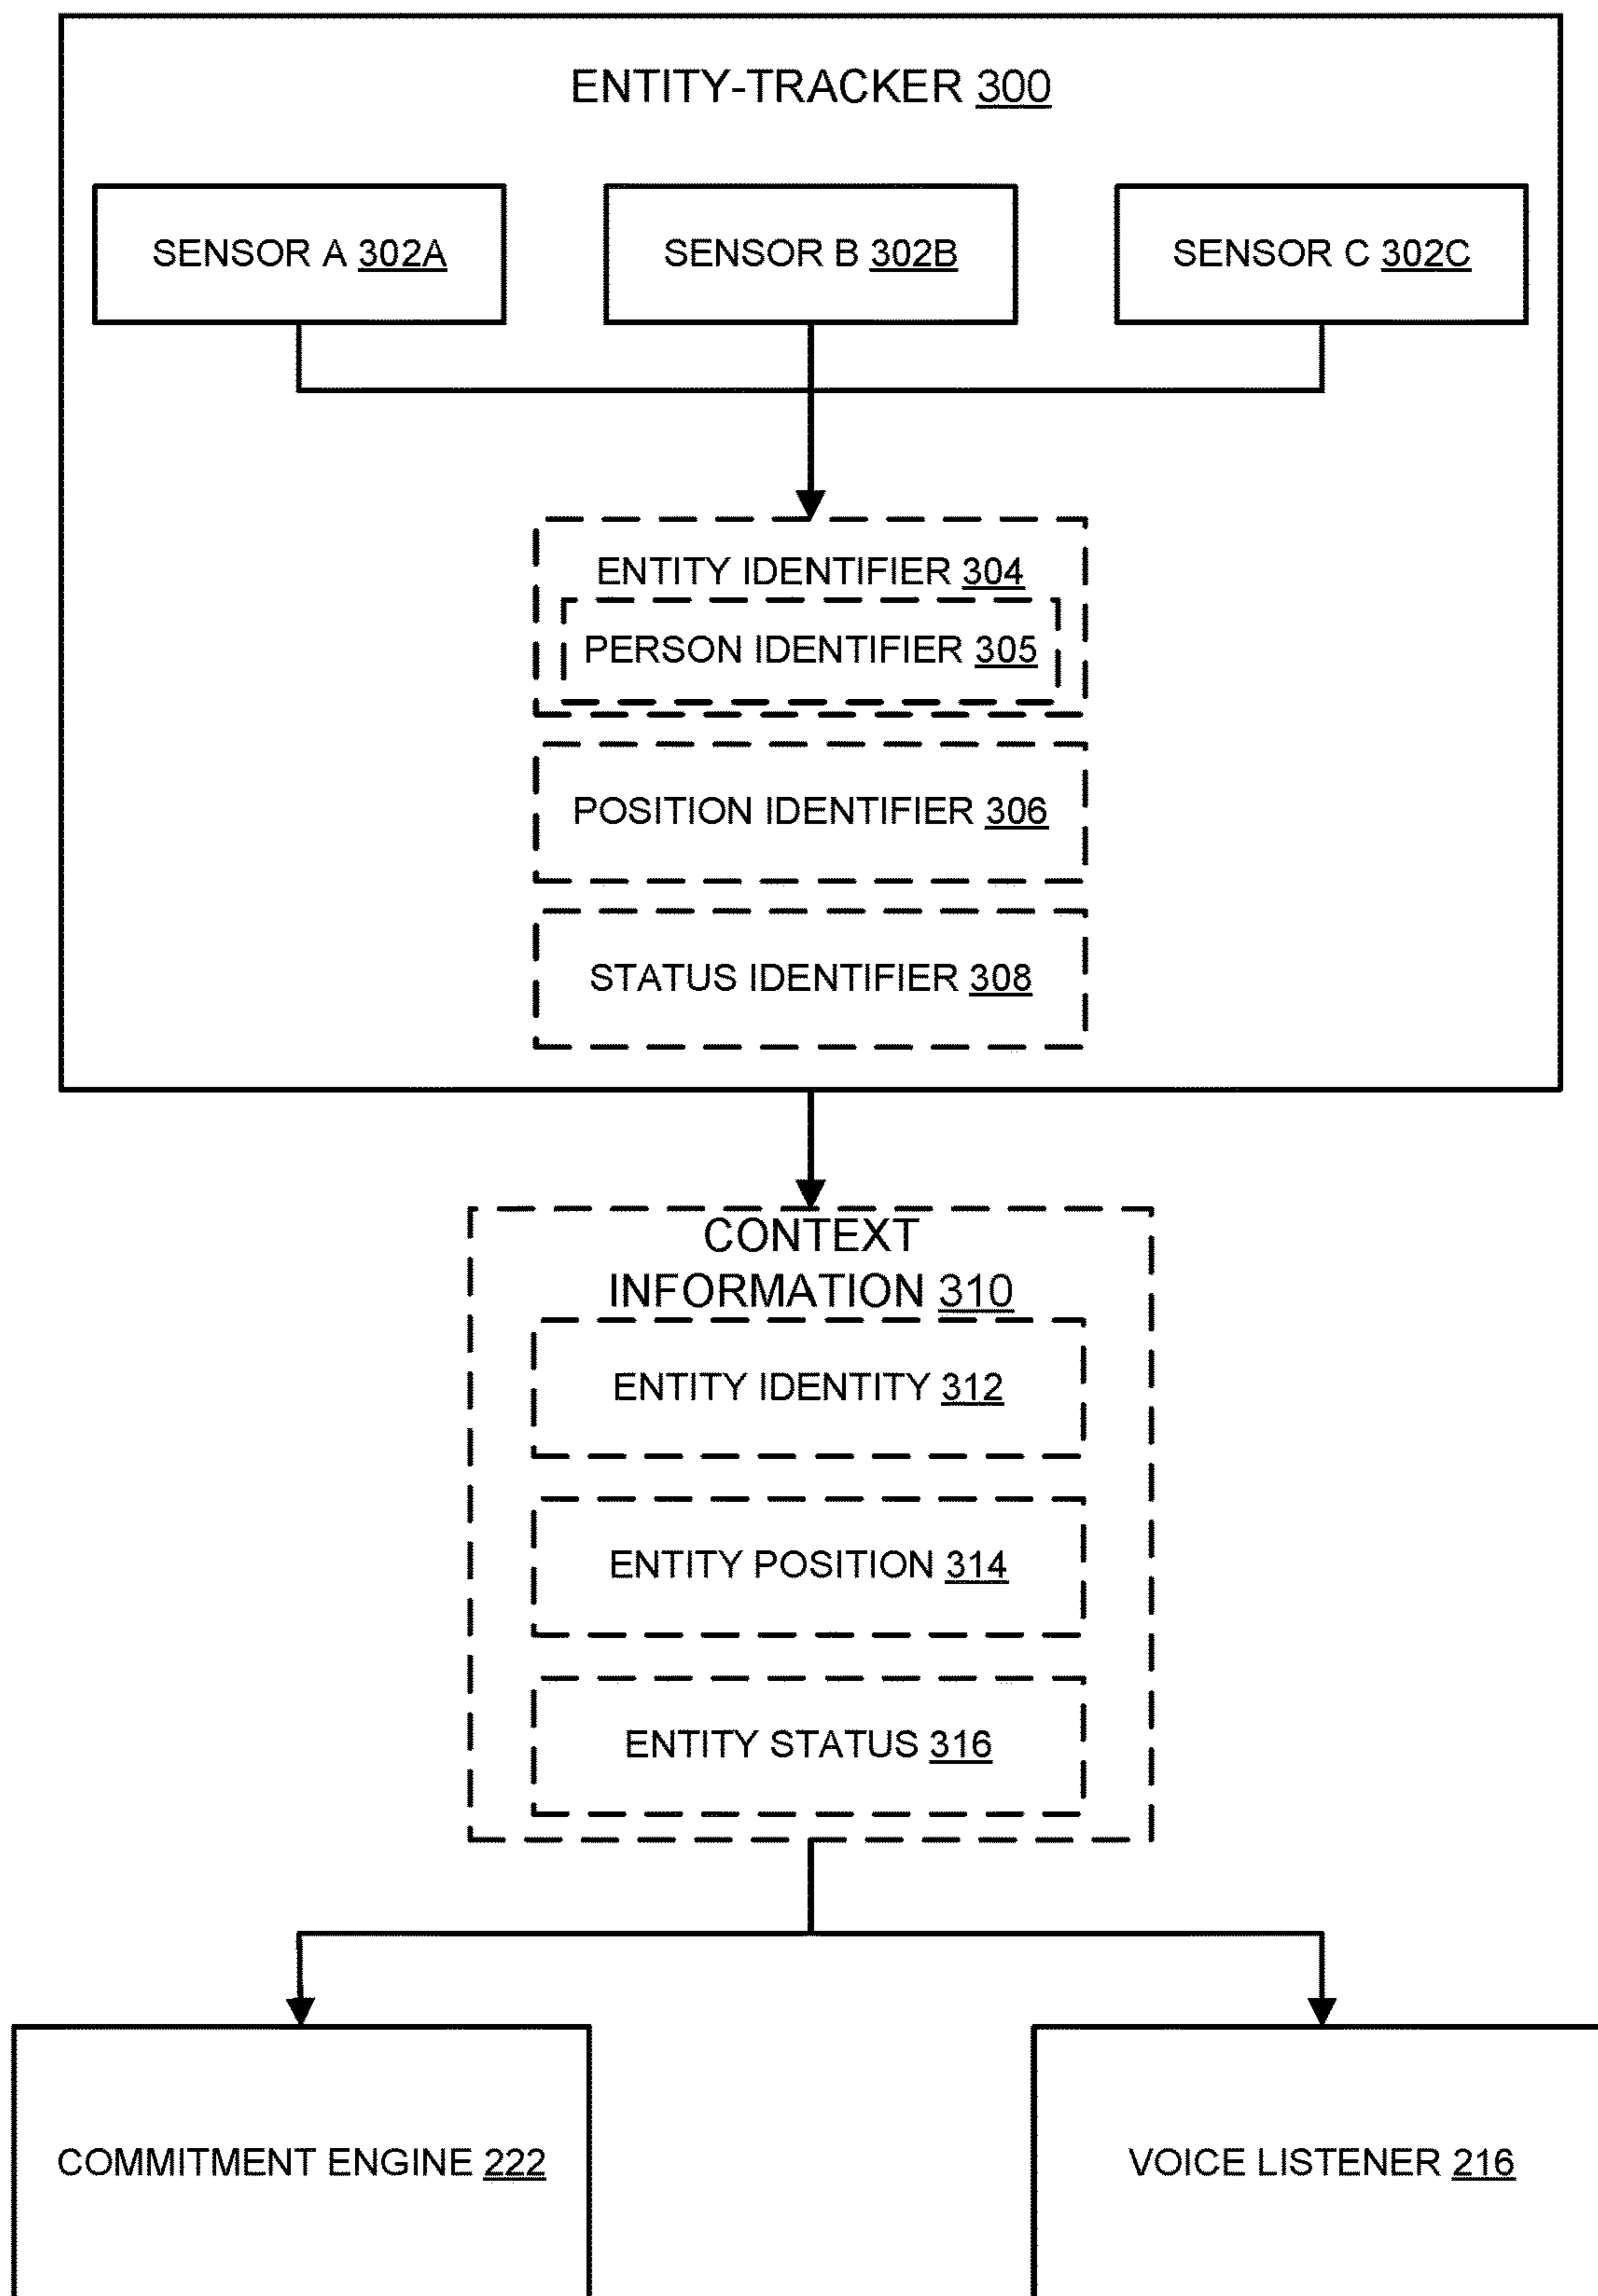 ENTITY-TRACKER 300
SENSOR A 302A
SENSOR B 302B
SENSOR C 302C
ENTITY IDENTIFIER 304
PERSON IDENTIFIER 305
POSITION IDENTIFIER 306
STATUS IDENTIFIER 308
CONTEXT
INFORMATION 310
ENTITY IDENTITY 312
ENTITY POSITION 314
ENTITY STATUS 316
COMMITMENT ENGINE 222
VOICE LISTENER 216